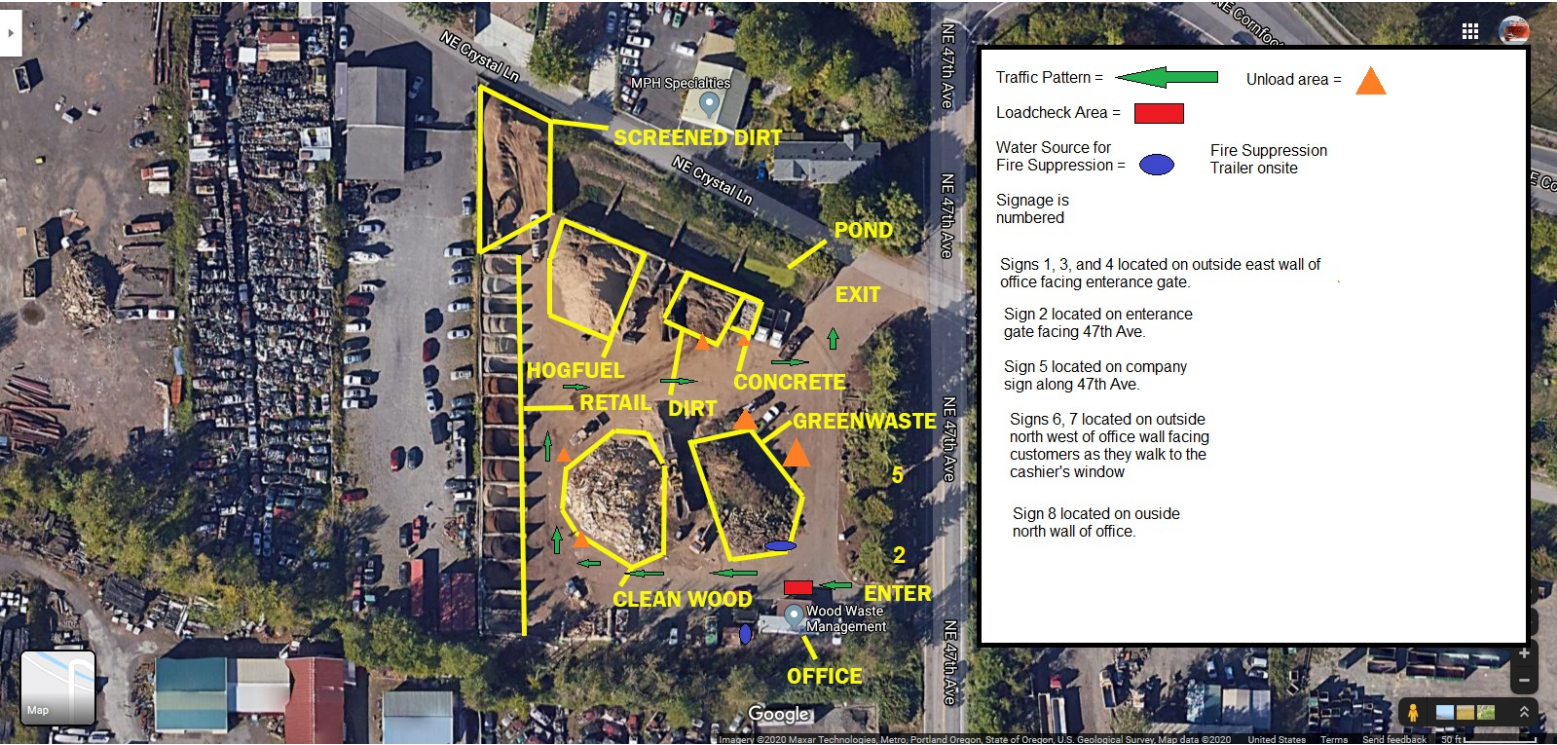 NE Crystal Ln
MPH Specialties
NE 47th Ave
NE Cornfoot
SCREENED DIRT
NE Crystal Ln
NE 47th Ave
POND
EXIT
HOGFUEL
CONCRETE
RETAIL
DIRT
GREENWASTE
NE 47th Ave
5
2
ENTER
CLEAN WOOD
Wood Waste
Management
NE 47th Ave
OFFICE
Traffic Pattern =
Unload area =
Loadcheck Area =
Water Source for
Fire Suppression =
Fire Suppression
Trailer onsite
Signage is
numbered
Signs 1, 3, and 4 located on outside east wall of
office facing enterance gate.
Sign 2 located on enterance
gate facing 47th Ave.
Sign 5 located on company
sign along 47th Ave.
Signs 6, 7 located on outside
north west of office wall facing
customers as they walk to the
cashier's window
Sign 8 located on ouside
north wall of office.
E Co
Map
Google
Imagery ©2020 Maxar Technologies, Metro, Portland Oregon, State of Oregon, U.S. Geological Survey, Map data ©2020 United States Terms Send feedback 50 ft